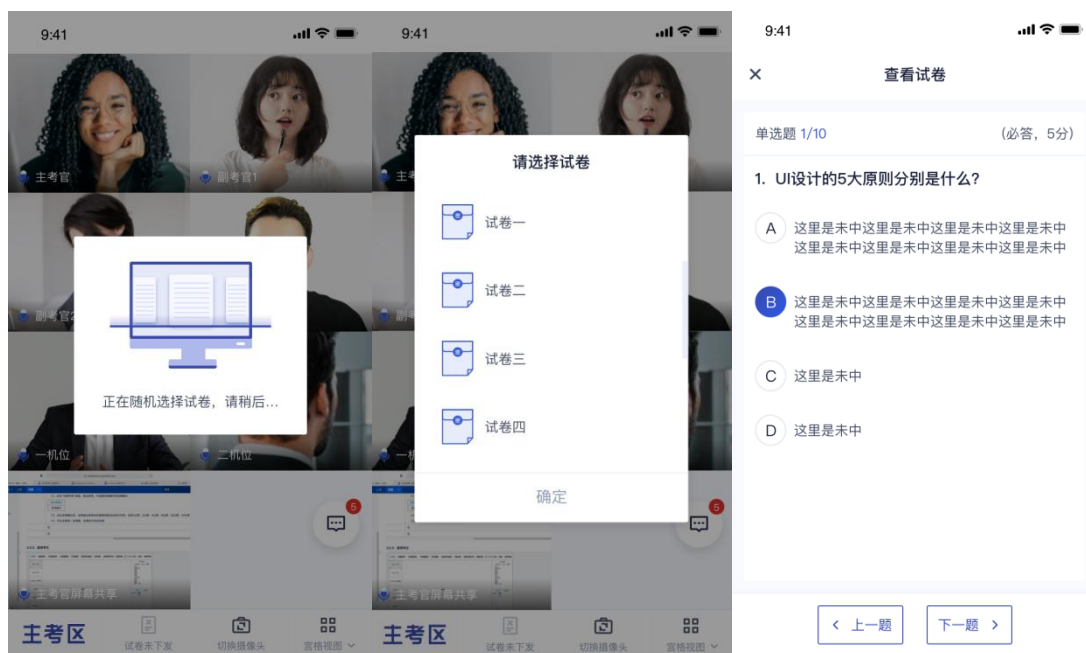 9:41
主考官
副考官1
副考官2
正在随机选择试卷，请稍后...
一机位
二机位
5
主考官屏幕共享
主考区
试卷未下发
切换摄像头
宫格视图
9:41
请选择试卷
试卷一
试卷二
试卷三
试卷四
确定
5
主考官屏幕共享
主考区
试卷未下发
切换摄像头
宫格视图
9:41
查看试卷
单选题 1/10
(必答，5分)
1. UI设计的5大原则分别是什么?
A 这里是未中这里是未中这里是未中这里是未中
这里是未中这里是未中这里是未中这里是未中
B 这里是未中这里是未中这里是未中这里是未中
这里是未中这里是未中这里是未中这里是未中
C 这里是未中
D 这里是未中
上一题
下一题